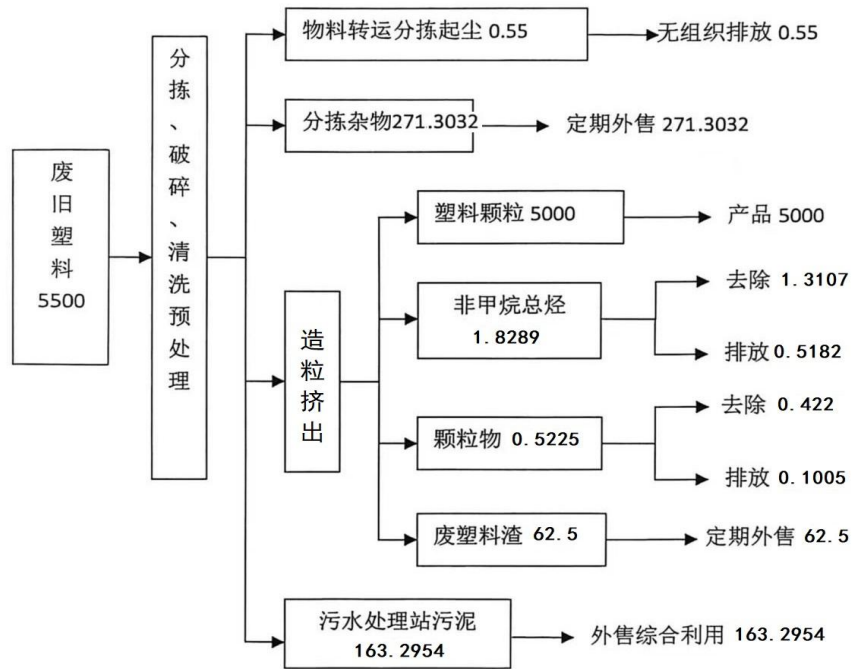 废旧塑料
5500
分拣、破碎、清洗预处理
物料转运分拣起尘 0.55
无组织排放 0.55
分拣杂物271.3032
定期外售 271.3032
造粒挤出
塑料颗粒 5000
产品 5000
非甲烷总烃
1.8289
去除 1.3107
排放 0.5182
颗粒物 0.5225
去除 0.422
排放 0.1005
废塑料渣 62.5
定期外售 62.5
污水处理站污泥
163.2954
外售综合利用 163.2954